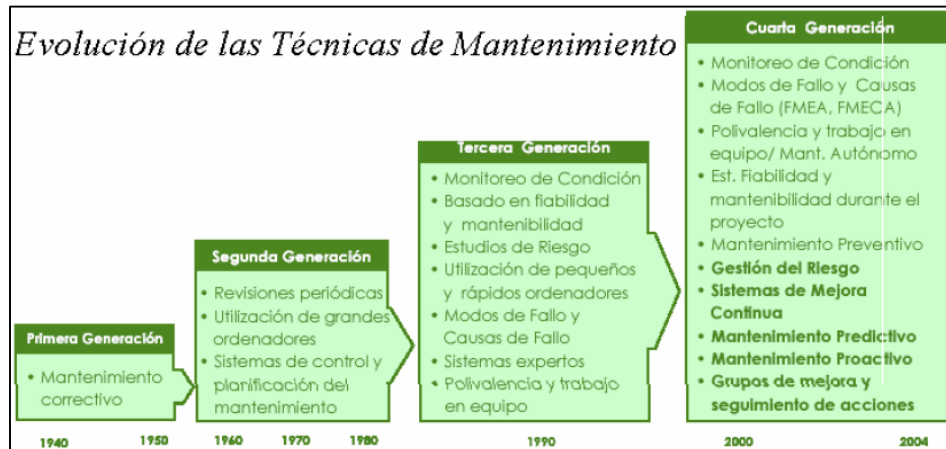 Evolución de las Técnicas de Mantenimiento
Primera Generación
• Mantenimiento
correctivo
Segunda Generación
• Revisiones periódicas
• Utilización de grandes
ordenadores
• Sistemas de control y
planificación del
mantenimiento
Tercera Generación
• Monitoreo de Condición
• Basado en fiabilidad
y mantenibilidad
• Estudios de Riesgo
• Utilización de pequeños
y rápidos ordenadores
• Modos de Fallo y
Causas de Fallo
• Sistemas expertos
• Polivalencia y trabajo
en equipo
Cuarta Generación
• Monitoreo de Condición
• Modos de Fallo y Causas
de Fallo (FMEA, FMECA)
• Polivalencia y trabajo en
equipo/ Mant. Autónomo
• Est. Fiabilidad y
mantenibilidad durante el
proyecto
• Mantenimiento Preventivo
• Gestión del Riesgo
• Sistemas de Mejora
Continua
• Mantenimiento Predictivo
• Mantenimiento Proactivo
• Grupos de mejora y
seguimiento de acciones
1940 1950 1960 1970 1980 1990 2000 2004